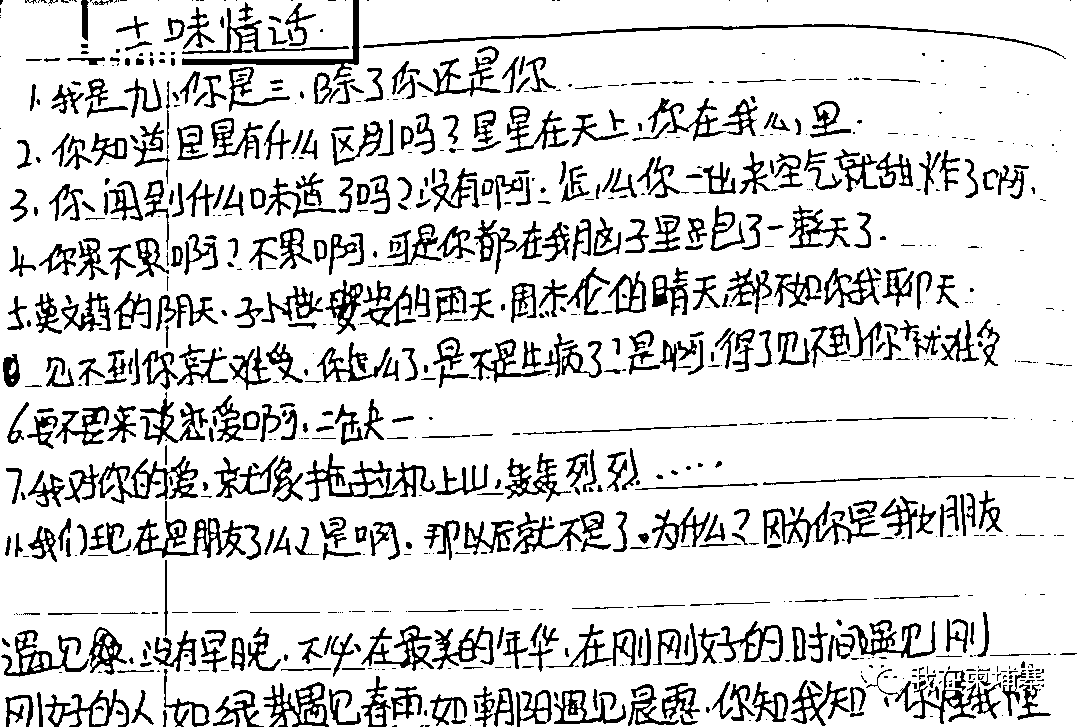 土味情话
1.我是九,你是三,除了你还是你
2.你知道星星有什么区别吗?星星在天上,你在我心里.
3.你闻到什么味道了吗?没有啊.怎么你一出来空气就甜炸了啊.
4.你累不累啊?不累啊,可是你都在我脑子里跑了一整天了.
5.莫文蔚的阴天,孙燕姿的雨天,周杰伦的晴天,都不如你我聊天.
见不到你就难受,你怎么了,是不是生病了?是啊,得了见不到你就难受
6.要不要来谈恋爱啊,二缺一.
7.我对你的爱,就像拖拉机上山,轰轰烈烈……
11.我们现在是朋友了么?是啊,那以后就不是了。为什么?因为你是我女朋友
遇见,没有早晚,不必在最美的年华,在刚刚好的时间遇见刚
刚好的人,如绿芽遇见春雨,如朝阳遇见晨露,你知我知,你懂我懂
我在柬埔寨